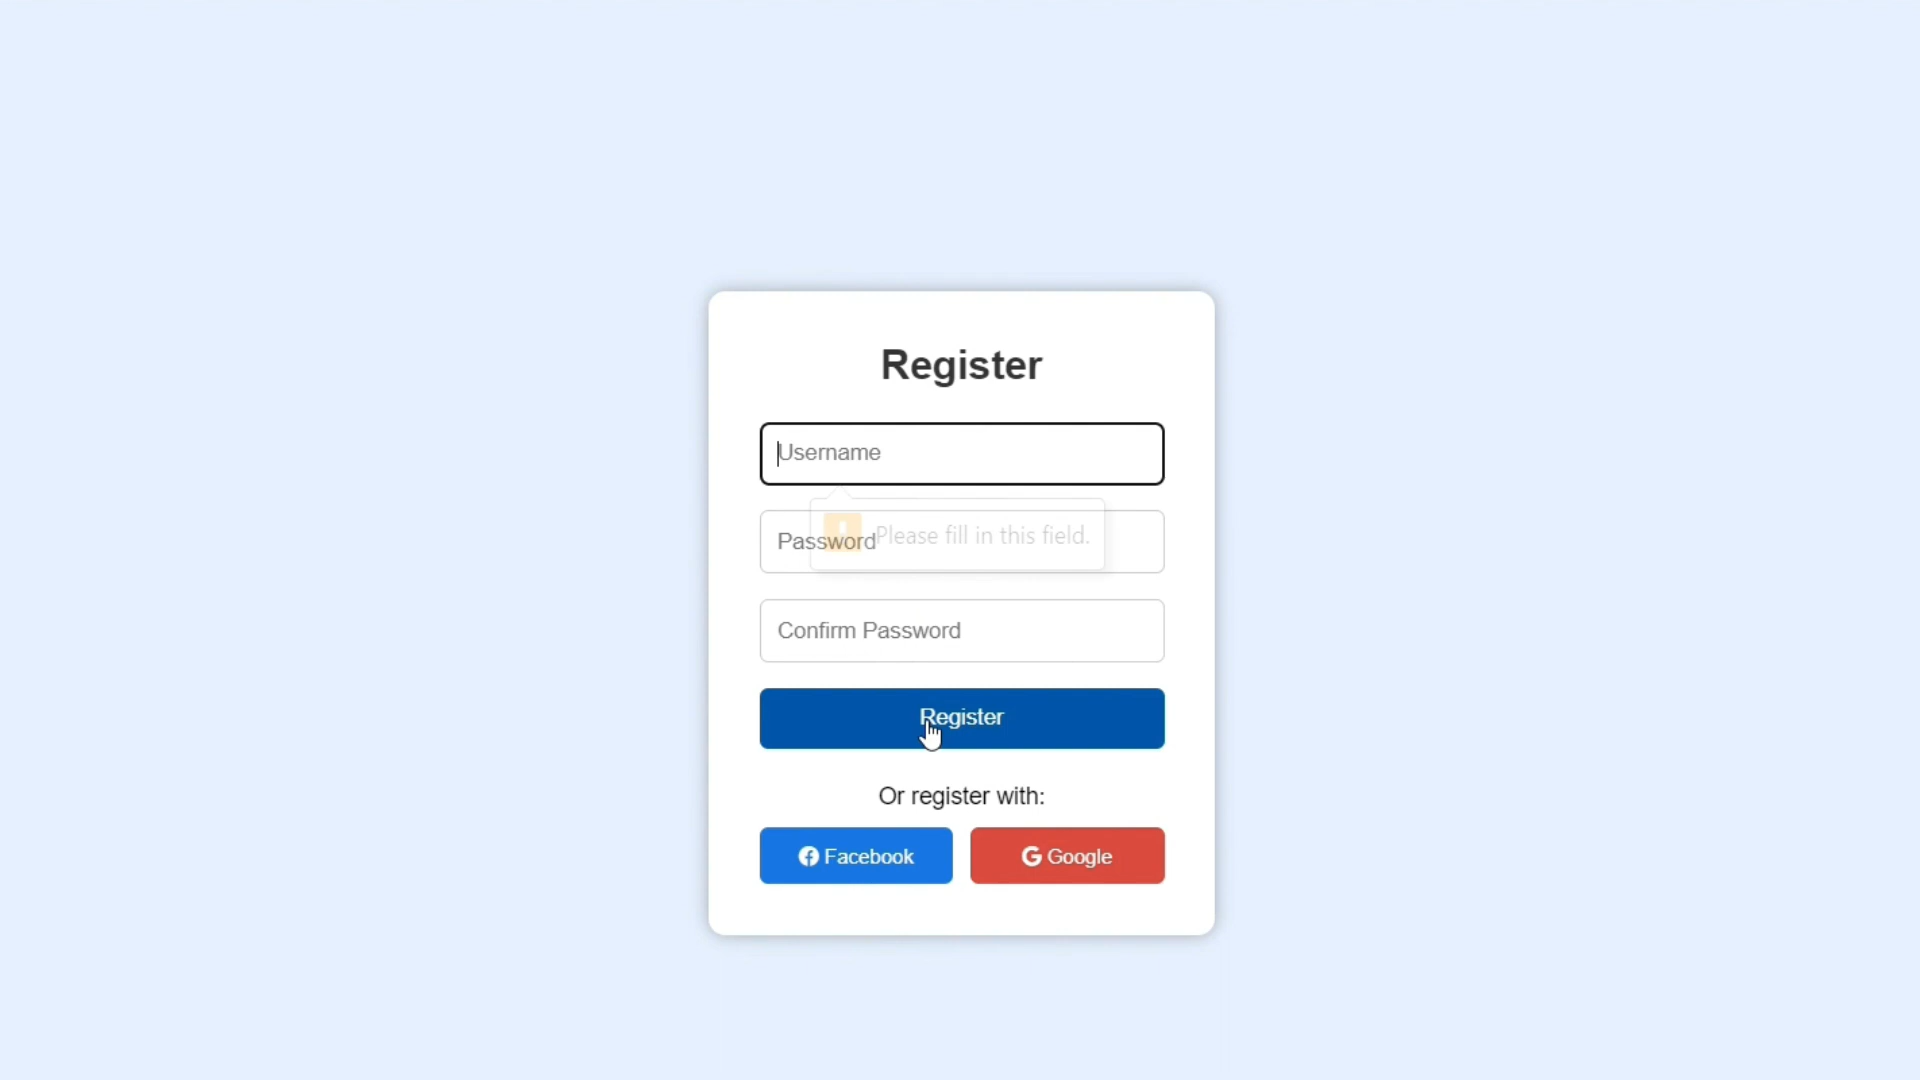 Register
Username
Please fill in this field.
Password
Confirm Password
Register
Or register with:
Facebook
Google